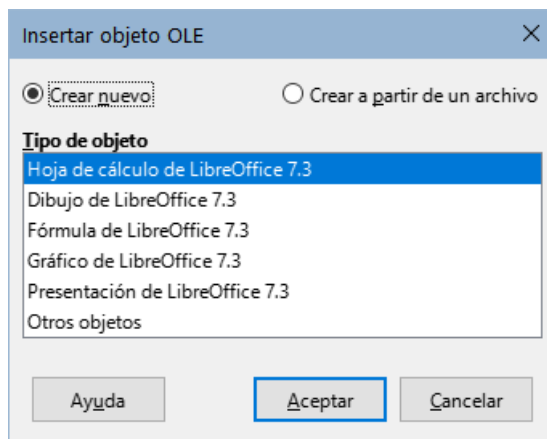 Insertar objeto OLE
Crear nuevo Crear a partir de un archivo
Tipo de objeto
Hoja de cálculo de LibreOffice 7.3
Dibujo de LibreOffice 7.3
Fórmula de LibreOffice 7.3
Gráfico de LibreOffice 7.3
Presentación de LibreOffice 7.3
Otros objetos
Ayuda Aceptar Cancelar